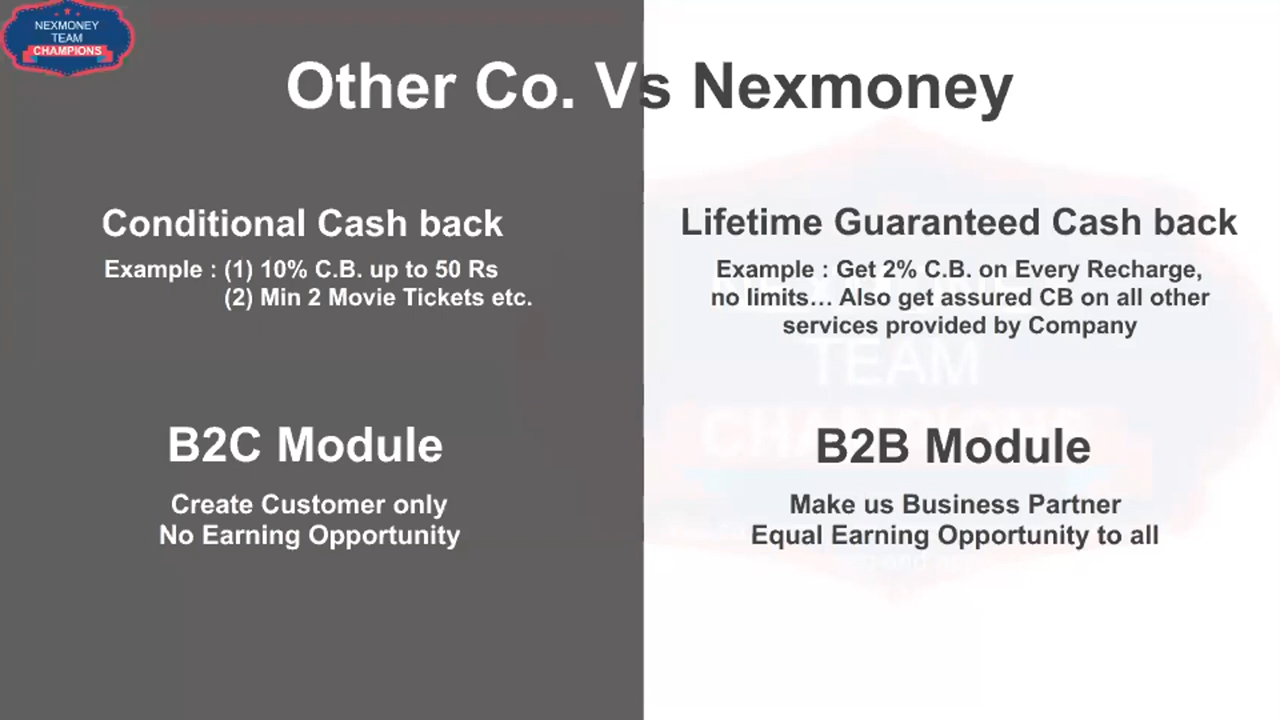 NEXMONEY
TEAM
CHAMPIONS
Other Co. Vs Nexmoney
Conditional Cash back
Example : (1) 10% C.B. up to 50 Rs
(2) Min 2 Movie Tickets etc.
Lifetime Guaranteed Cash back
Example : Get 2% C.B. on Every Recharge,
no limits... Also get assured CB on all other
services provided by Company
TEAM
B2C Module
Create Customer only
No Earning Opportunity
B2B Module
Make us Business Partner
Equal Earning Opportunity to all